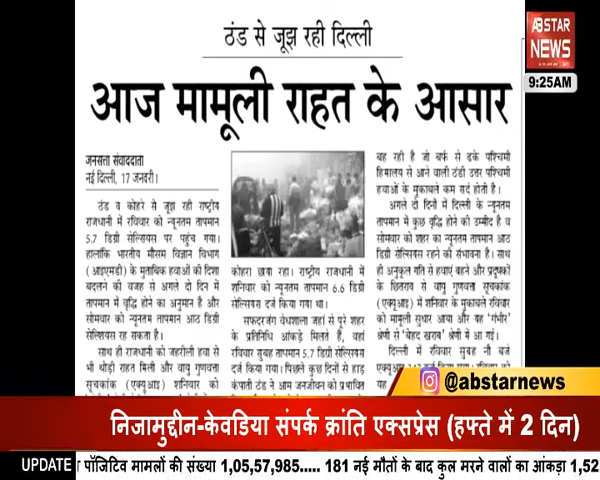 ठंड से जूझ रही दिल्ली
आज मामूली राहत के आसार
जनसत्ता संवाददाता
नई दिल्ली, 17 जनवरी।
ठंड व कोहरे से जूझ रही राष्ट्रीय
राजधानी में रविवार को न्यूनतम तापमान
5.7 डिग्री सेल्सियस पर पहुंच गया।
हालांकि भारतीय मौसम विज्ञान विभाग
(आइएमडी) के मुताबिक हवाओं की दिशा
बदलने की वजह से अगले दो दिन में
तापमान में वृद्धि होने का अनुमान है और
सोमवार को न्यूनतम तापमान आठ डिग्री
सेल्शियस रह सकता है।
साथ ही राजधानी को जहरीली हवा से
भी थोड़ी राहत मिली और वायु गुणवत्ता
सूचकांक (एक्यूआइ) शनिवार को
कोहरा छाया रहा। राष्ट्रीय राजधानी में
शनिवार को न्यूनतम तापमान 6.6 डिग्री
सेल्सियस दर्ज किया गया था।
सफदरजंग वेधशाला जहां से पूरे शहर
के प्रतिनिधि आंकड़े मिलते हैं, वहां
रविवार सुबह तापमान 5.7 डिग्री सेल्सियस
दर्ज किया गया। पिछले कुछ दिनों से हाड़
कंपाती ठंड ने आम जनजीवन को प्रभावित
बह रही है जो बर्फ से ढके पश्चिमी
हिमालय से आने वाली ठंडी उत्तर पश्चिमी
हवाओं के मुकाबले कम सर्द होती है।
अगले दो दिनों में दिल्ली के न्यूनतम
तापमान में कुछ वृद्धि होने की उम्मीद है व
सोमवार को शहर का न्यूनतम तापमान आठ
डिग्री सेल्सियस रहने की संभावना है। साथ
ही अनुकूल गति से हवाएं बहने और प्रदूषकों
के छितराव से वायु गुणवत्ता सूचकांक
(एक्यूआइ) में शनिवार के मुकाबले रविवार
को मामूली सुधार आया और यह 'गंभीर'
श्रेणी से 'बेहद खराब' श्रेणी में आ गई।
दिल्ली में रविवार सुबह नौ बजे
ABSTAR
NEWS
9:25AM
@abstarnews
निजामुद्दीन-केवडिया संपर्क क्रांति एक्सप्रेस (हफ्ते में 2 दिन)
UPDATE पॉजिटिव मामलों की संख्या 1,05,57,985..... 181 नई मौतों के बाद कुल मरने वालों का आंकड़ा 1,52